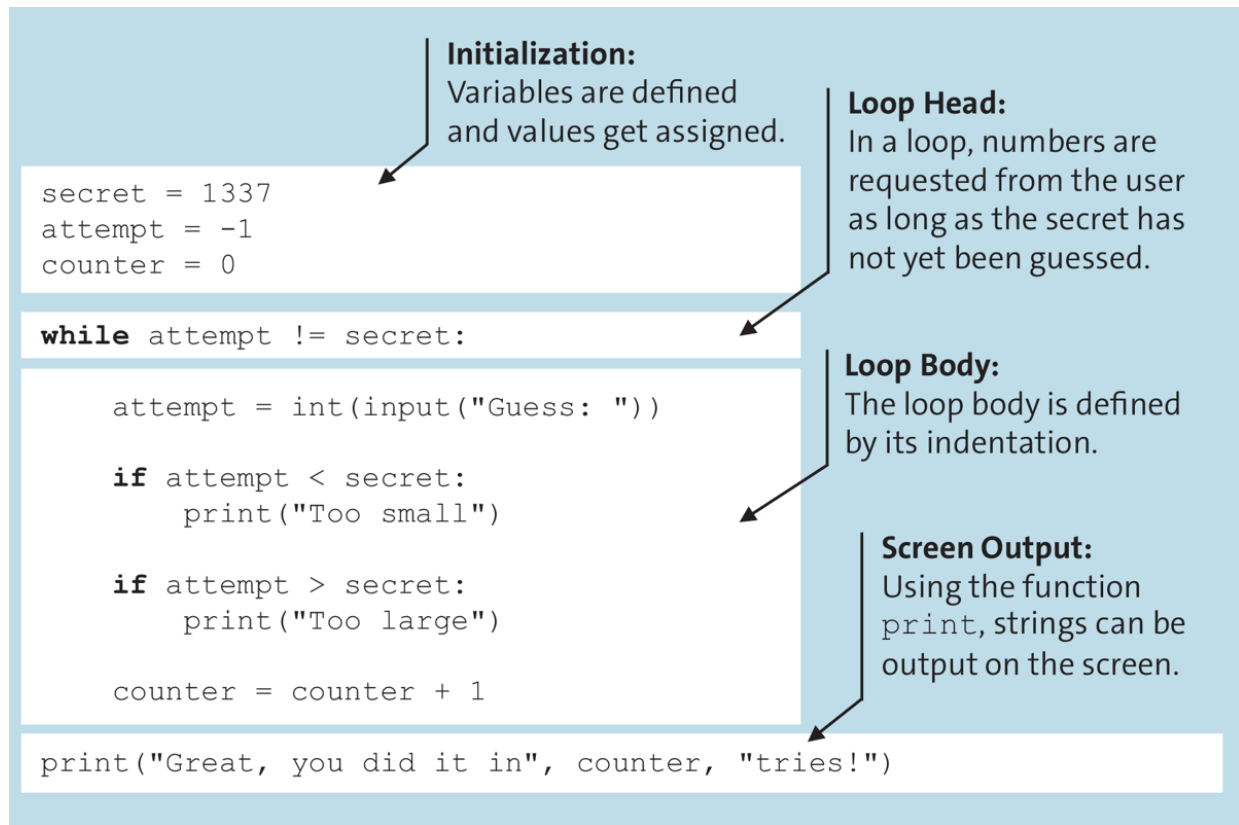 Initialization:
Variables are defined
and values get assigned.
Loop Head:
In a loop, numbers are
requested from the user
as long as the secret has
not yet been guessed.
secret = 1337
attempt = -1
counter = 0
while attempt != secret:
Loop Body:
The loop body is defined
by its indentation.
    attempt = int(input("Guess: "))
    if attempt < secret:
        print("Too small")
    if attempt > secret:
        print("Too large")
    counter = counter + 1
Screen Output:
Using the function
print, strings can be
output on the screen.
print("Great, you did it in", counter, "tries!")